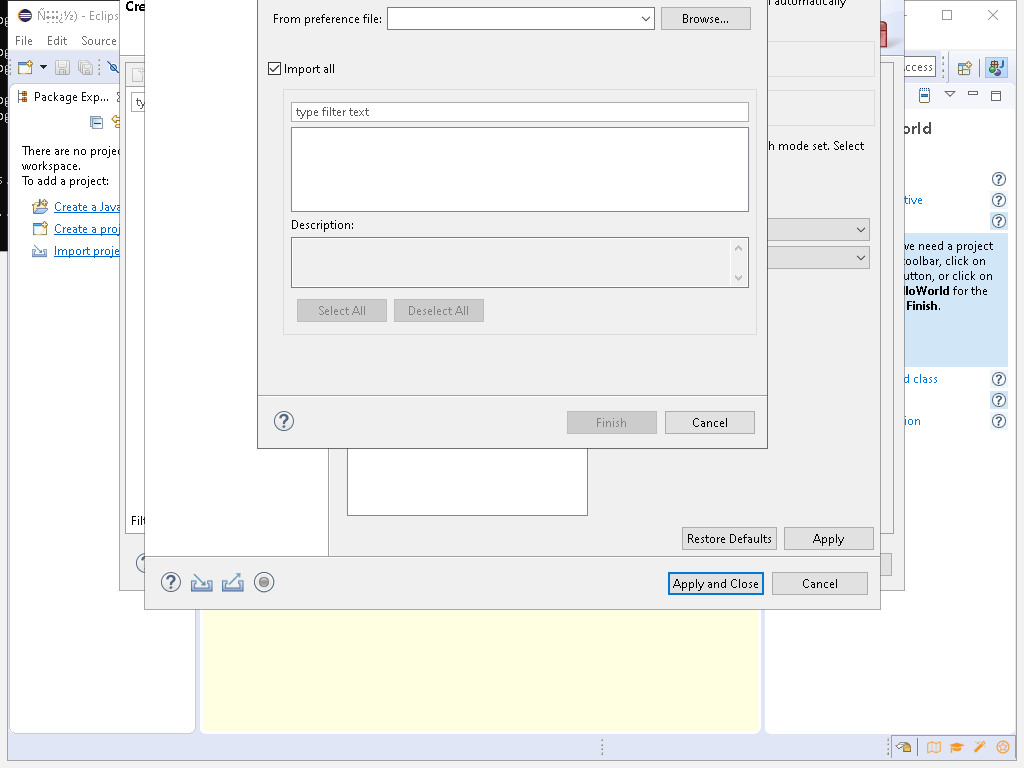 Cre
- Eclips
File Edit Source
ccess
Package Exp...
ty
There are no projec
workspace.
To add a project:
Create a Java
Create a proj
Import proje
Filt
automatically
From preference file:
Browse...
Import all
type filter text
Description:
Select All Deselect All
Finish Cancel
h mode set. Select
Restore Defaults Apply
Apply and Close Cancel
orld
tive
ve need a project
oolbar, click on
utton, or click on
lloWorld for the
Finish.
d class
ion